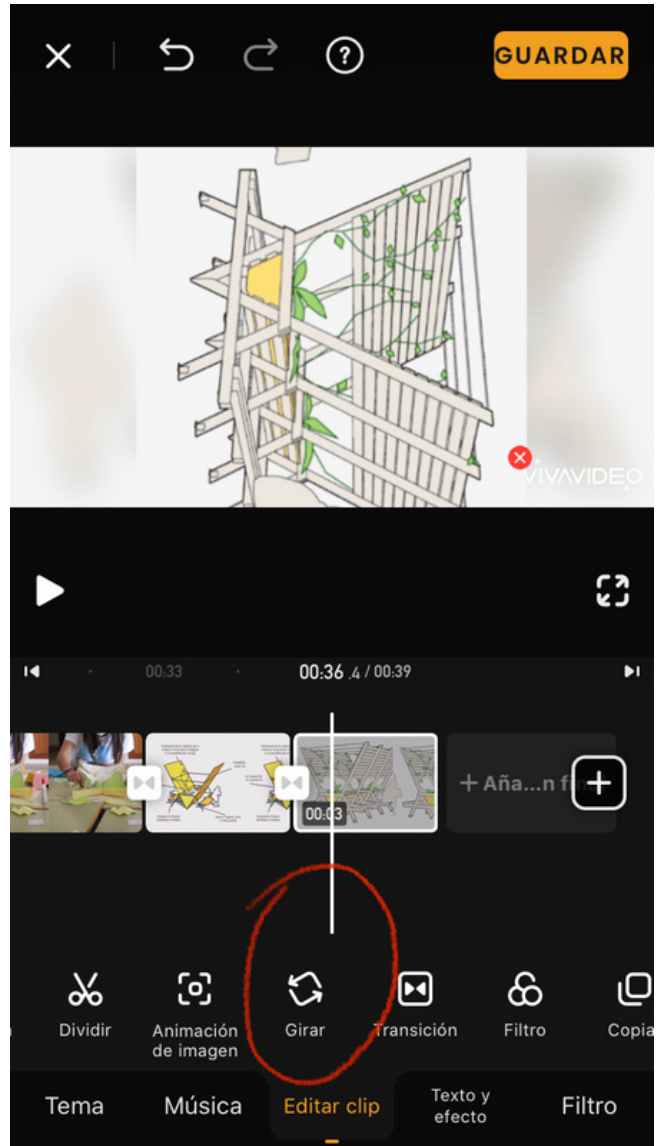 GUARDAR
VIVAVIDEO
00:33
00:36 .4 / 00:39
00:03
+ Aña...n fi
Dividir
Animación
de imagen
Girar
Transición
Filtro
Copia
Tema
Música
Editar clip
Texto y
efecto
Filtro